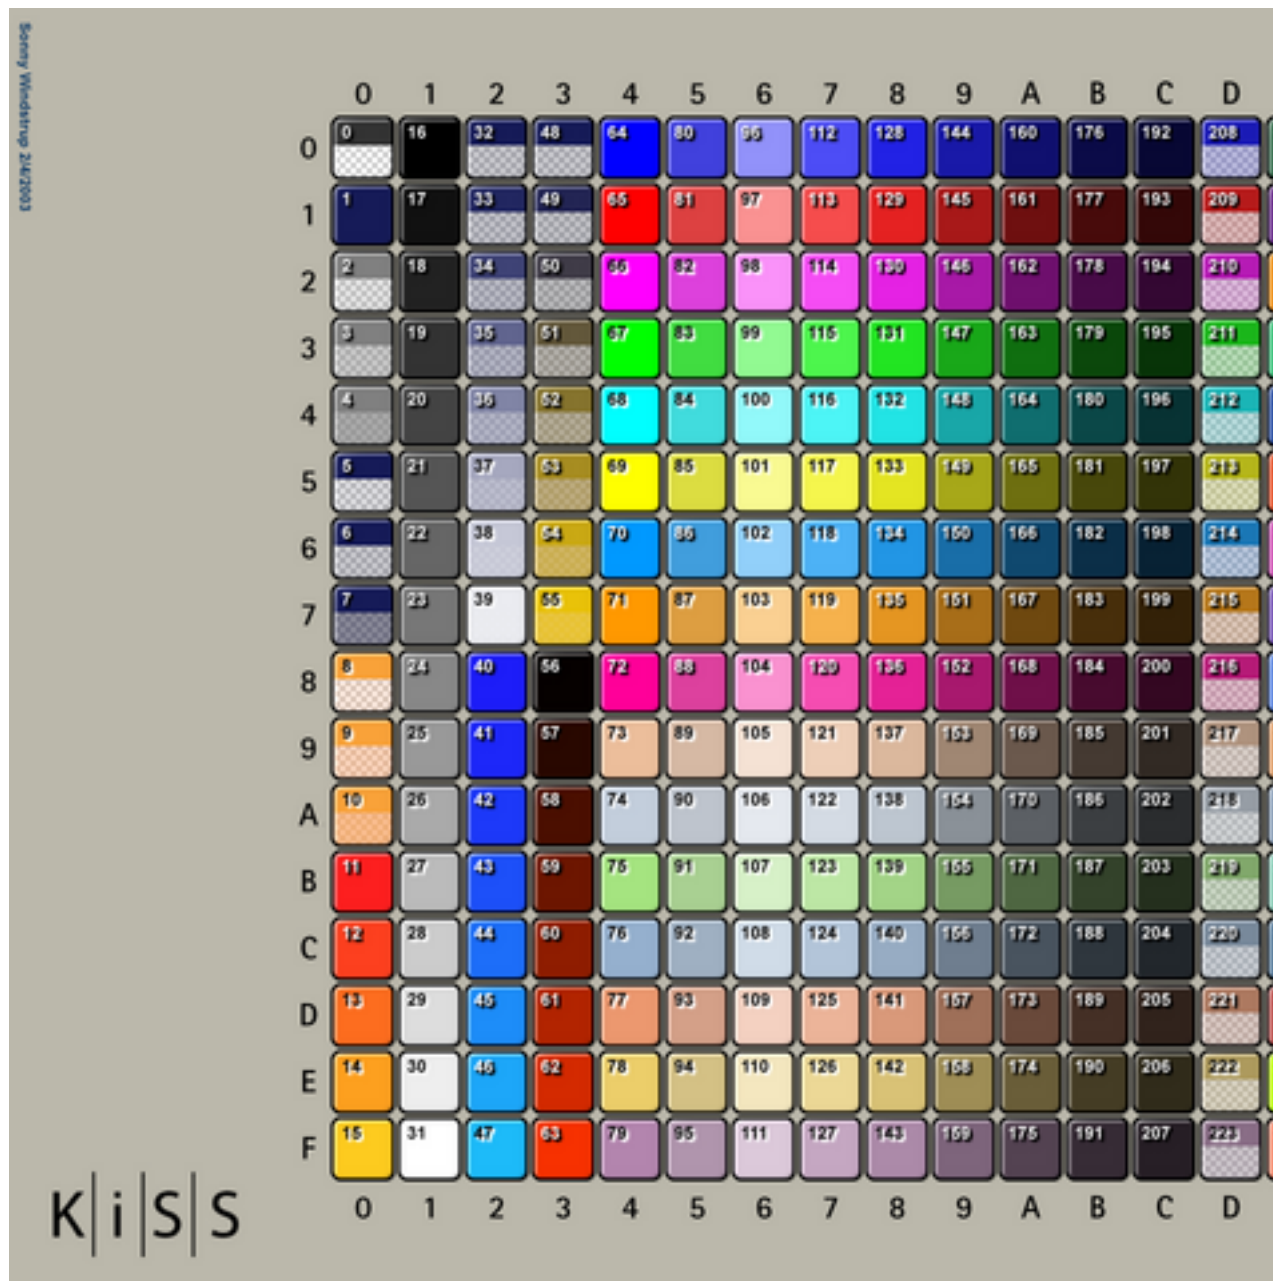 Sonny Windstrup 2/4/2003
0 1 2 3 4 5 6 7 8 9 A B C D
0 0 16 32 48 64 80 96 112 128 144 160 176 192 208
1 1 17 33 49 65 81 97 113 129 145 161 177 193 209
2 2 18 34 50 66 82 98 114 130 146 162 178 194 210
3 3 19 35 51 67 83 99 115 131 147 163 179 195 211
4 4 20 36 52 68 84 100 116 132 148 164 180 196 212
5 5 21 37 53 69 85 101 117 133 149 165 181 197 213
6 6 22 38 54 70 86 102 118 134 150 166 182 198 214
7 7 23 39 55 71 87 103 119 135 151 167 183 199 215
8 8 24 40 56 72 88 104 120 136 152 168 184 200 216
9 9 25 41 57 73 89 105 121 137 153 169 185 201 217
A 10 26 42 58 74 90 106 122 138 154 170 186 202 218
B 11 27 43 59 75 91 107 123 139 155 171 187 203 219
C 12 28 44 60 76 92 108 124 140 156 172 188 204 220
D 13 29 45 61 77 93 109 125 141 157 173 189 205 221
E 14 30 46 62 78 94 110 126 142 158 174 190 206 222
F 15 31 47 63 79 95 111 127 143 159 175 191 207 223
0 1 2 3 4 5 6 7 8 9 A B C D
K|i|S|S